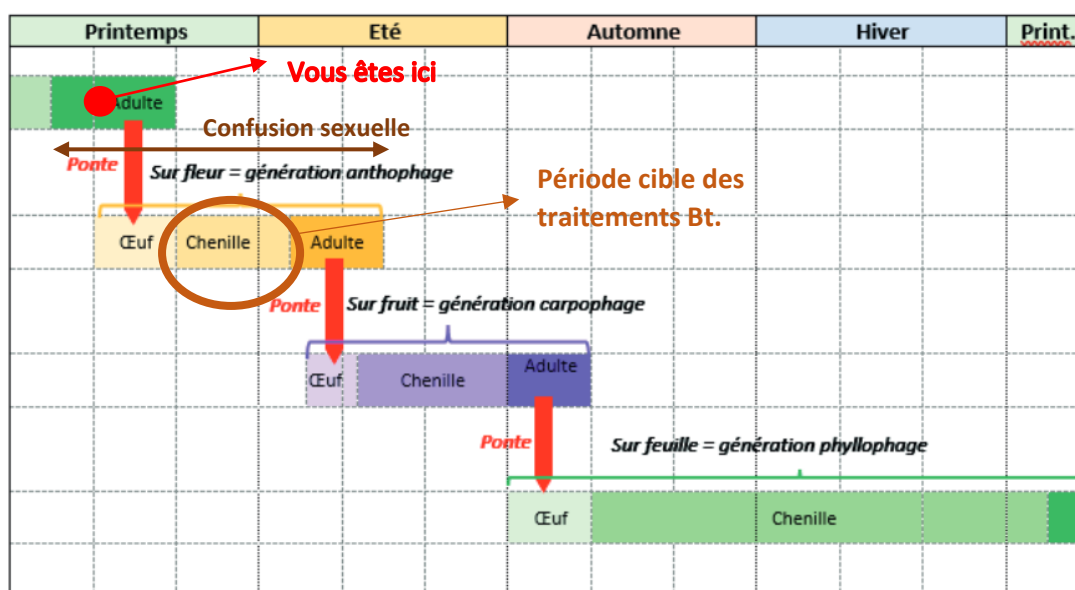 Printemps Eté Automne Hiver Print.
Vous êtes ici
Adulte
Confusion sexuelle
Ponte
Sur fleur = génération anthophage
Période cible des
traitements Bt.
Œuf Chenille Adulte
Ponte Sur fruit = génération carpophage
Œuf Chenille Adulte
Ponte Sur feuille = génération phyllophage
Œuf Chenille